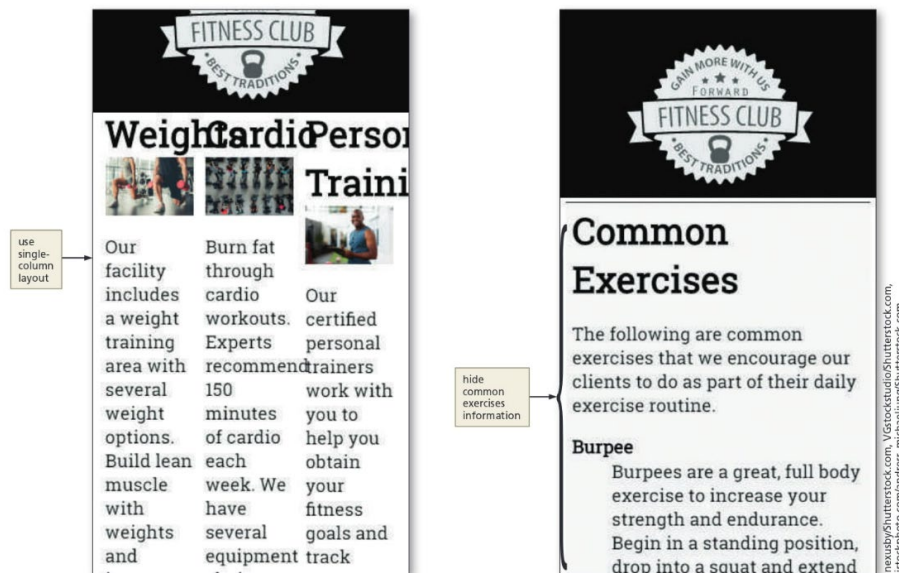 FITNESS CLUB
BEST TRADITIONS
Weights
Cardio
Our
facility
includes
a weight
training
area with
several
weight
options.
Build lean
muscle
with
weights
and
Burn fat
through
cardio
workouts.
Experts
recommend
150
minutes
of cardio
each
week. We
have
several
equipment
Our
certified
personal
trainers
work with
you to
help you
obtain
your
fitness
goals and
track
use
single-
column
layout
GAIN MORE WITH US
FORWARD
FITNESS CLUB
BEST TRADITIONS
Common
Exercises
The following are common
exercises that we encourage our
clients to do as part of their daily
exercise routine.
Burpee
Burpees are a great, full body
exercise to increase your
strength and endurance.
Begin in a standing position,
drop into a squat and extend
hide
common
exercises
information
nexusby/Shutterstock.com, VGstockstudio/Shutterstock.com,